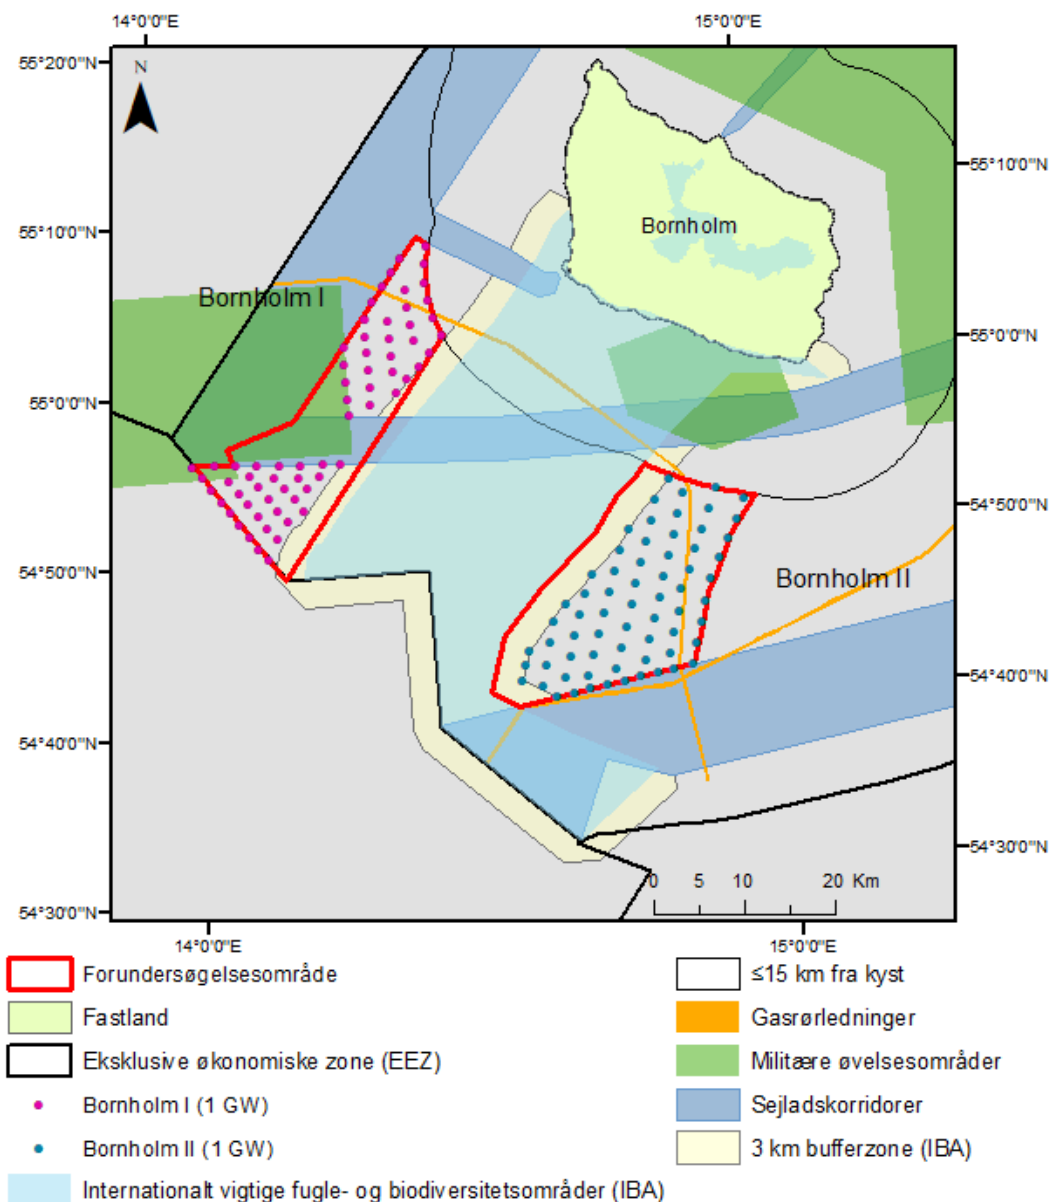 14°0'0"E 15°0'0"E
55°20'0"N
N
55°10'0"N
Bornholm
55°10'0"N
Bornholm I
55°0'0"N
55°0'0"N
54°50'0"N
54°50'0"N
Bornholm II
54°40'0"N
54°40'0"N
54°30'0"N
0 5 10 20 Km
54°30'0"N
14°0'0"E 15°0'0"E
Forundersøgelsesområde
Fastland
Eksklusive økonomiske zone (EEZ)
Bornholm I (1 GW)
Bornholm II (1 GW)
Internationalt vigtige fugle- og biodiversitetsområder (IBA)
≤15 km fra kyst
Gasrørledninger
Militære øvelsesområder
Sejladskorridorer
3 km bufferzone (IBA)